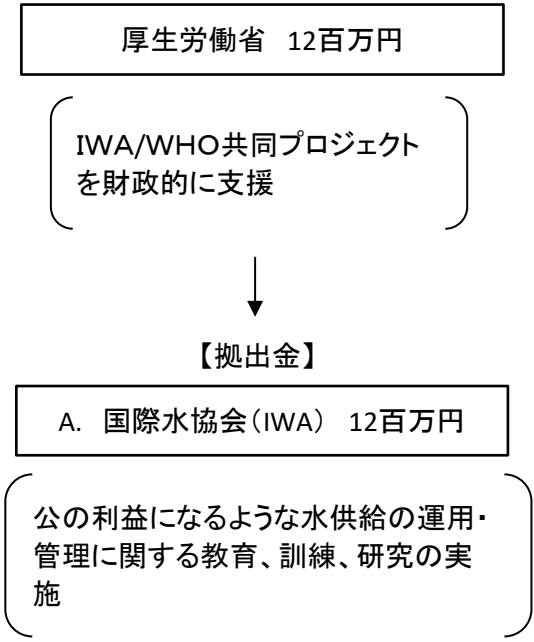 厚生労働省 12百万円
IWA/WHO共同プロジェクト
を財政的に支援
【拠出金】
A. 国際水協会(IWA) 12百万円
公の利益になるような水供給の運用・
管理に関する教育、訓練、研究の実
施